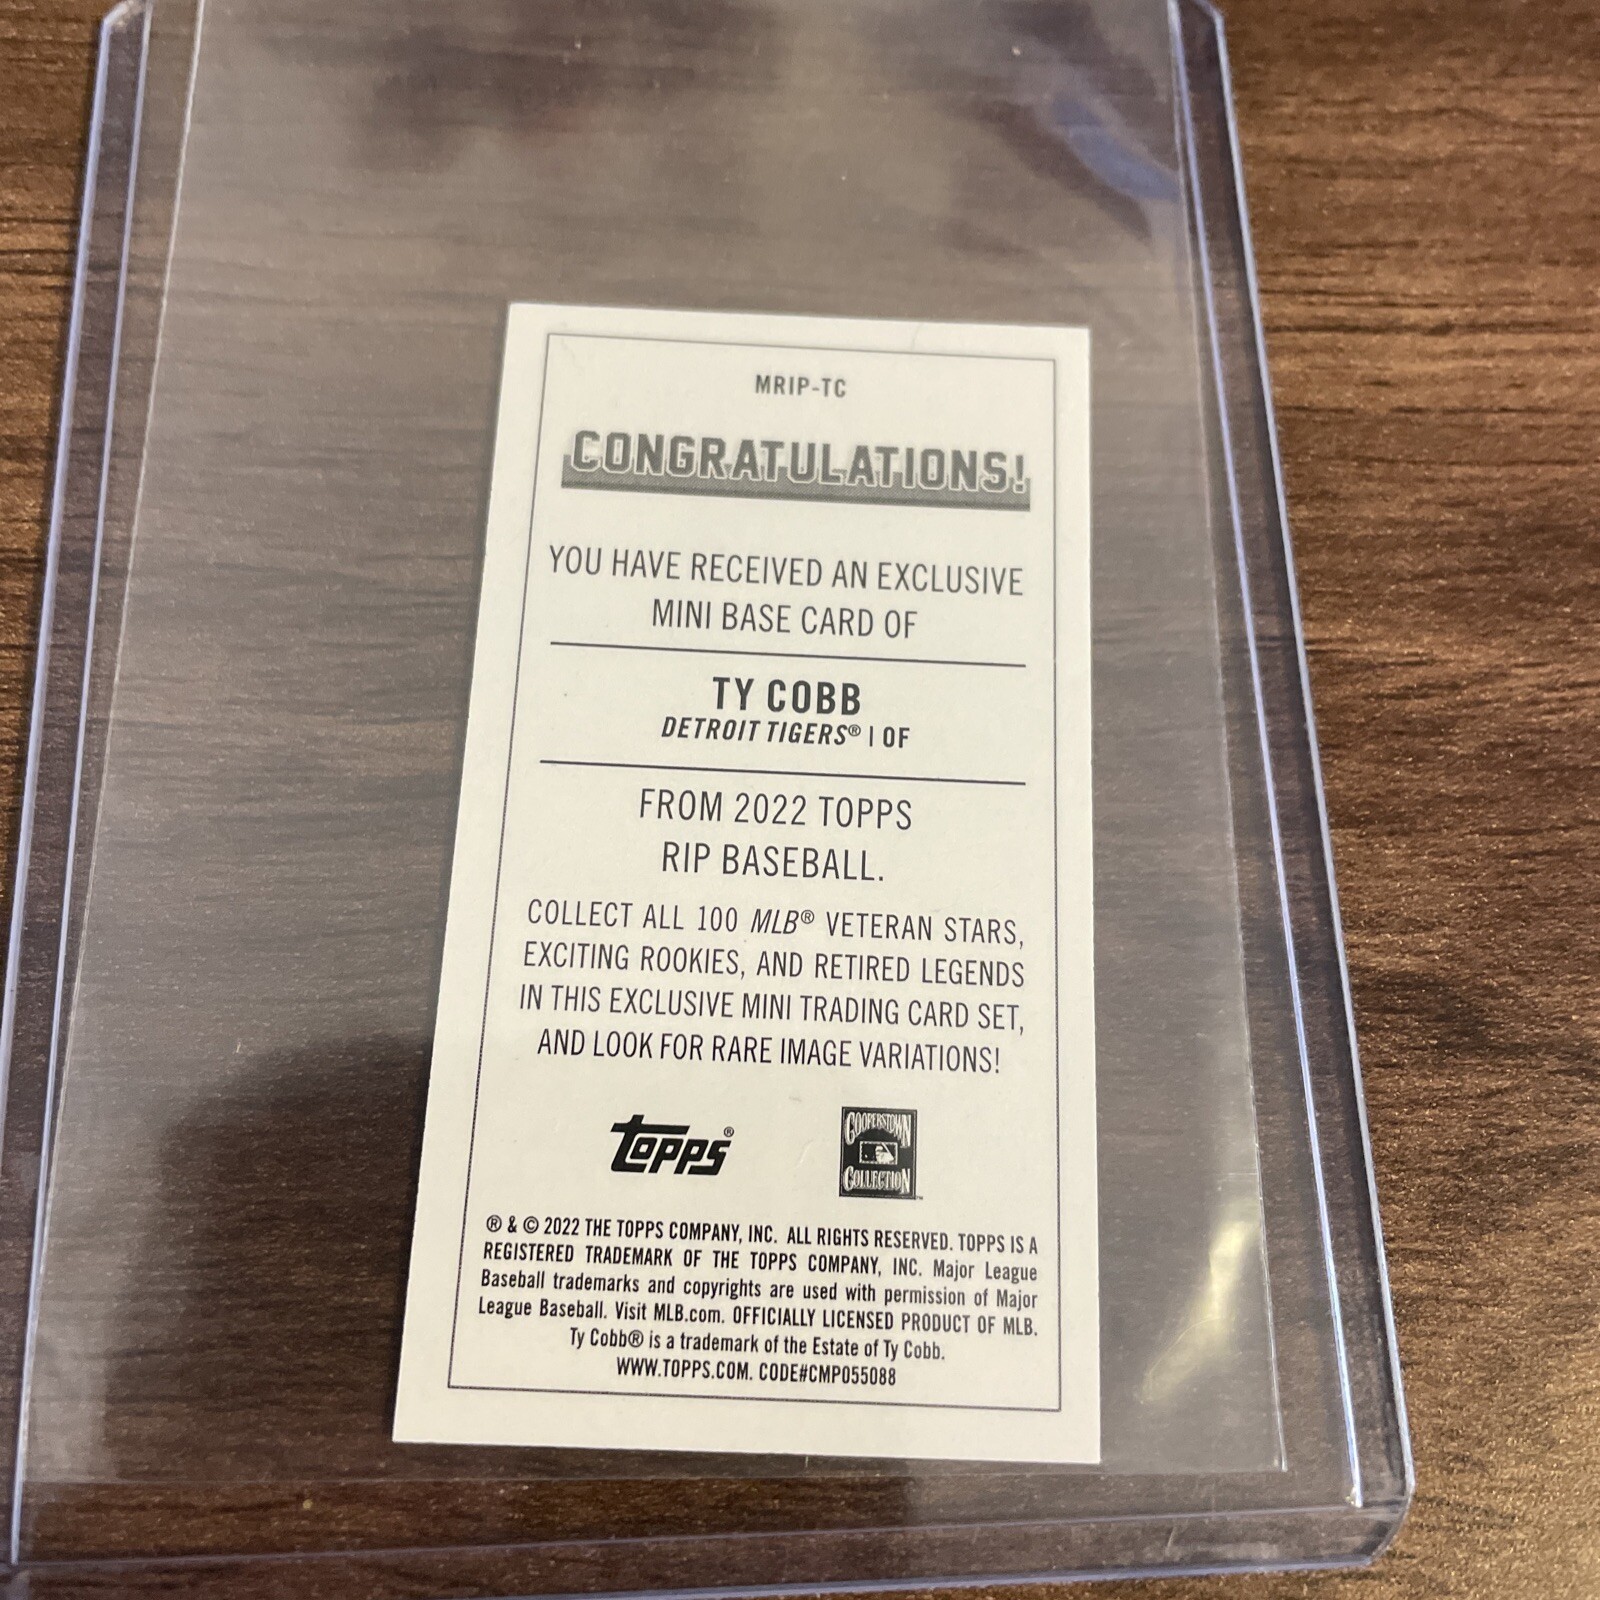 MRIP-TC
CONGRATULATIONS!
YOU HAVE RECEIVED AN EXCLUSIVE
MINI BASE CARD OF
TY COBB
DETROIT TIGERS® | OF
FROM 2022 TOPPS
RIP BASEBALL.
COLLECT ALL 100 MLB® VETERAN STARS,
EXCITING ROOKIES, AND RETIRED LEGENDS
IN THIS EXCLUSIVE MINI TRADING CARD SET,
AND LOOK FOR RARE IMAGE VARIATIONS!
topps®
COOPERSTOWN
COLLECTION™
® & © 2022 THE TOPPS COMPANY, INC. ALL RIGHTS RESERVED. TOPPS IS A
REGISTERED TRADEMARK OF THE TOPPS COMPANY, INC. Major League
Baseball trademarks and copyrights are used with permission of Major
League Baseball. Visit MLB.com. OFFICIALLY LICENSED PRODUCT OF MLB.
Ty Cobb® is a trademark of the Estate of Ty Cobb.
WWW.TOPPS.COM. CODE#CMP055088